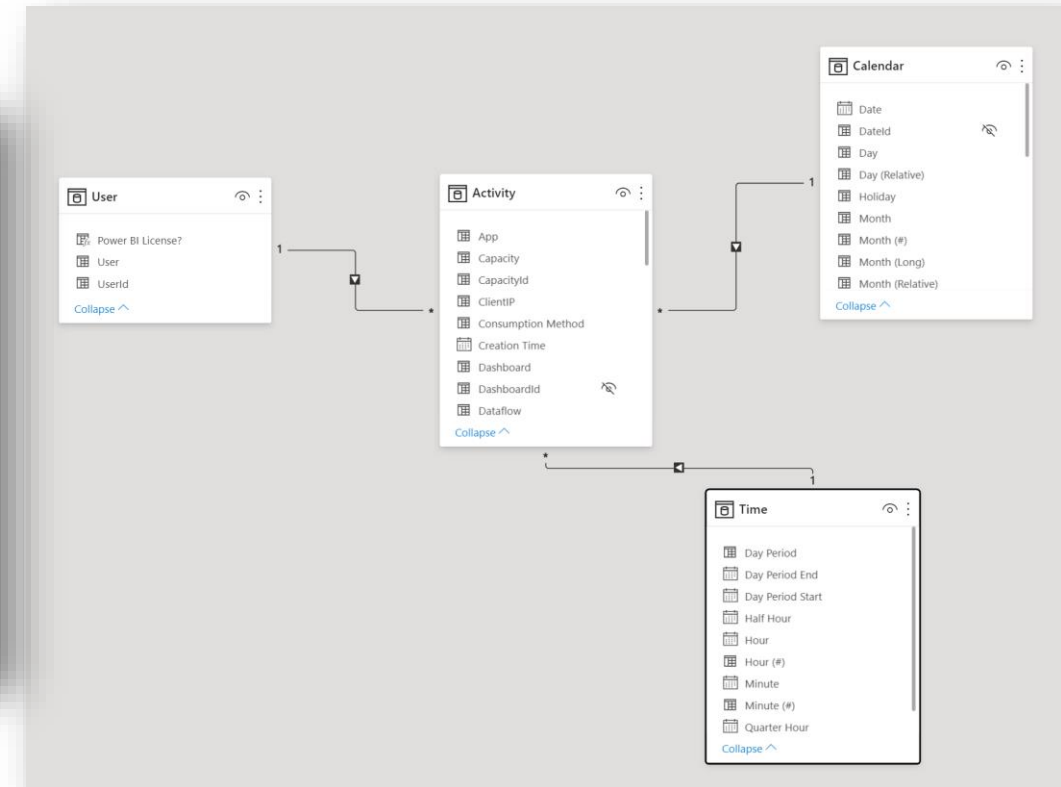 User
Power BI License?
User
UserId
Collapse
1
*
Activity
App
Capacity
CapacityId
ClientIP
Consumption Method
Creation Time
Dashboard
DashboardId
Dataflow
Collapse
*
1
Calendar
Date
DateId
Day
Day (Relative)
Holiday
Month
Month (#)
Month (Long)
Month (Relative)
Collapse
*
1
Time
Day Period
Day Period End
Day Period Start
Half Hour
Hour
Hour (#)
Minute
Minute (#)
Quarter Hour
Collapse